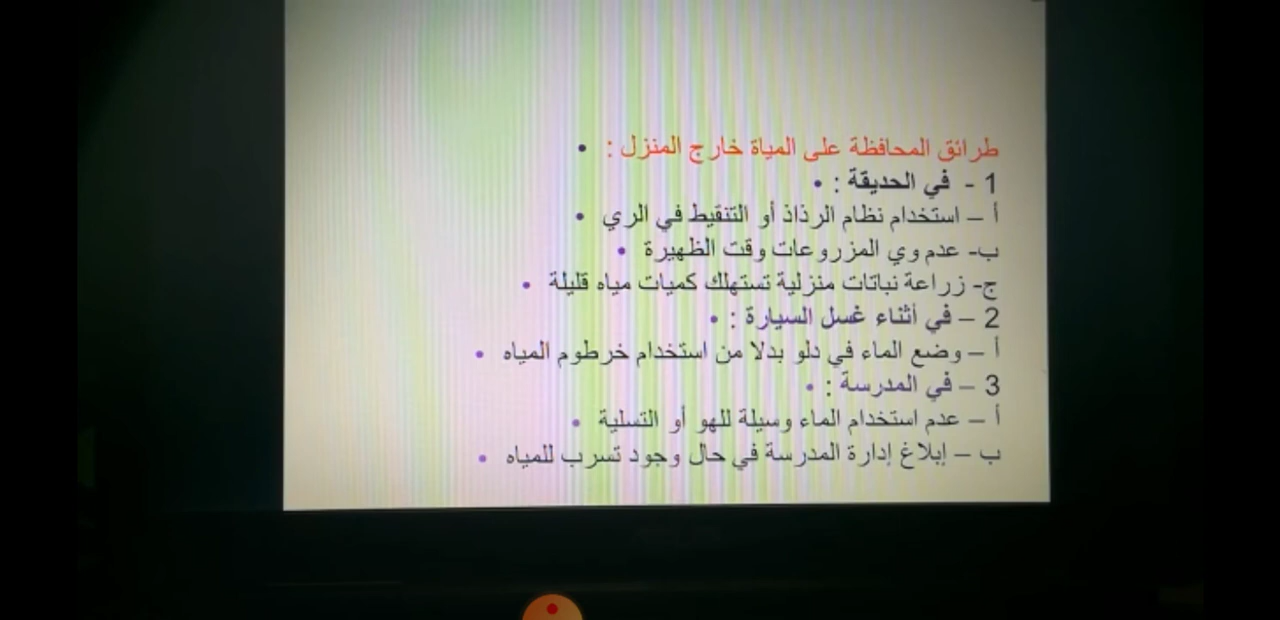 طرائق المحافظة على المياة خارج المنزل : •
1 - في الحديقة : •
أ – استخدام نظام الرذاذ أو التنقيط في الري •
ب- عدم وي المزروعات وقت الظهيرة •
ج- زراعة نباتات منزلية تستهلك كميات مياه قليلة •
2 – في أثناء غسل السيارة : •
أ – وضع الماء في دلو بدلا من استخدام خرطوم المياه •
3 – في المدرسة : •
أ – عدم استخدام الماء وسيلة للهو أو التسلية •
ب – إبلاغ إدارة المدرسة في حال وجود تسرب للمياه •